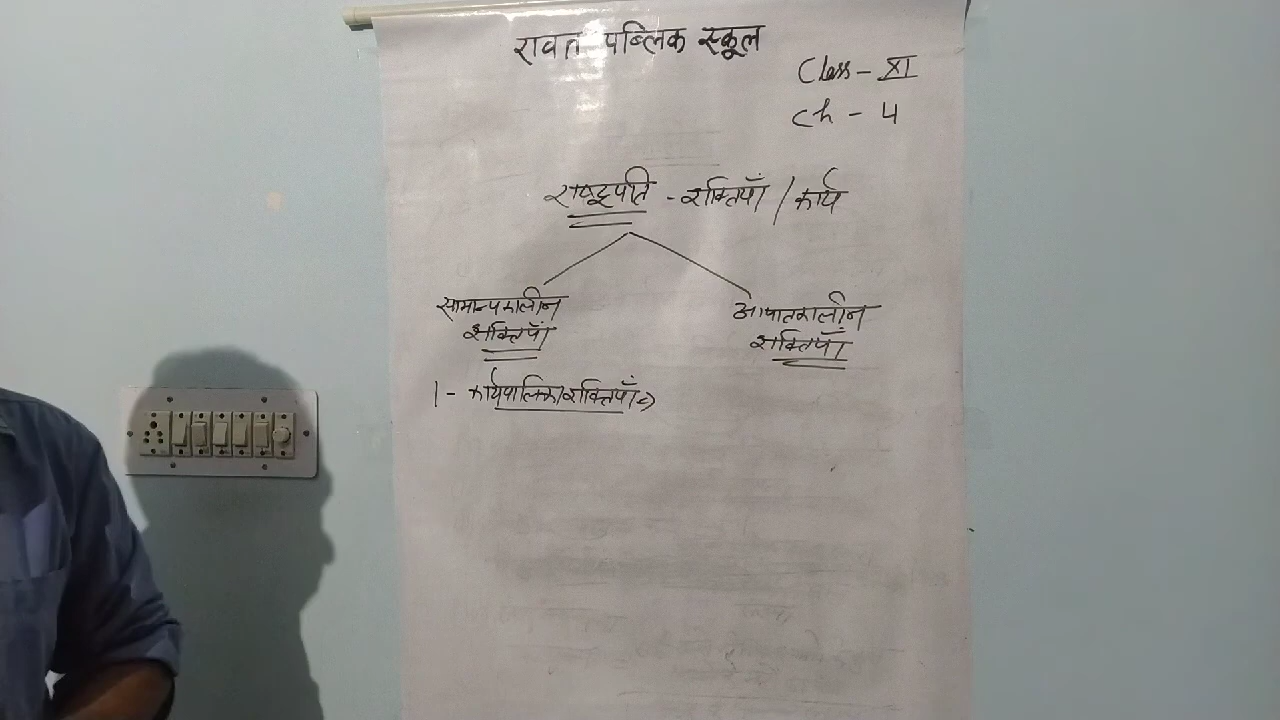 रावत पब्लिक स्कूल
Class - XI
Ch - 4
राष्ट्रपति - शक्तियाँ / कार्य
सामान्यकालीन
शक्तियाँ
आपातकालीन
शक्तियाँ
1 - कार्यपालिका शक्तियाँ =>